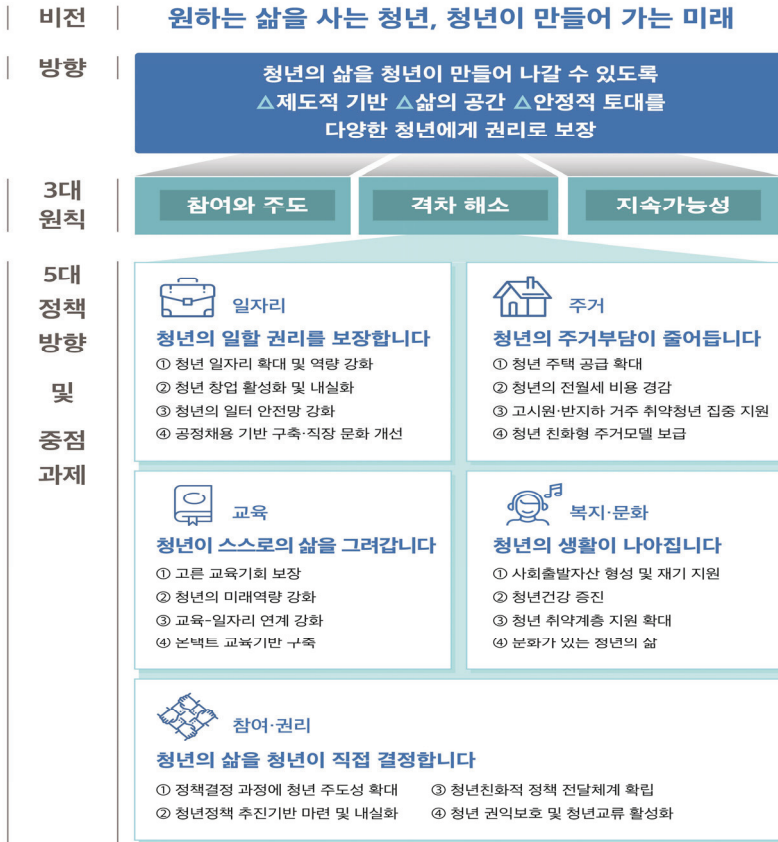 비전
원하는 삶을 사는 청년, 청년이 만들어 가는 미래
방향
청년의 삶을 청년이 만들어 나갈 수 있도록
△제도적 기반 △삶의 공간 △안정적 토대를
다양한 청년에게 권리로 보장
3대
원칙
참여와 주도
격차 해소
지속가능성
5대
정책
방향
및
중점
과제
일자리
청년의 일할 권리를 보장합니다
① 청년 일자리 확대 및 역량 강화
② 청년 창업 활성화 및 내실화
③ 청년의 일터 안전망 강화
④ 공정채용 기반 구축·직장 문화 개선
주거
청년의 주거부담이 줄어듭니다
① 청년 주택 공급 확대
② 청년의 전월세 비용 경감
③ 고시원·반지하 거주 취약청년 집중 지원
④ 청년 친화형 주거모델 보급
교육
청년이 스스로의 삶을 그려갑니다
① 고른 교육기회 보장
② 청년의 미래역량 강화
③ 교육-일자리 연계 강화
④ 온택트 교육기반 구축
복지·문화
청년의 생활이 나아집니다
① 사회출발자산 형성 및 재기 지원
② 청년건강 증진
③ 청년 취약계층 지원 확대
④ 문화가 있는 청년의 삶
참여·권리
청년의 삶을 청년이 직접 결정합니다
① 정책결정 과정에 청년 주도성 확대
② 청년정책 추진기반 마련 및 내실화
③ 청년친화적 정책 전달체계 확립
④ 청년 권익보호 및 청년교류 활성화